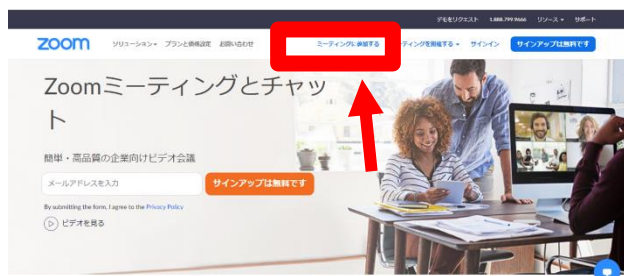 デモをリクエスト 1.888.799.9666 リソース サポート
zoom ソリューション プランと価格設定 お問い合わせ ミーティングに参加する ーティングを開催する サインイン サインアップは無料です
Zoomミーティングとチャッ
ト
簡単・高品質の企業向けビデオ会議
メールアドレスを入力 サインアップは無料です
By submitting the form, I agree to the Privacy Policy
ビデオを見る